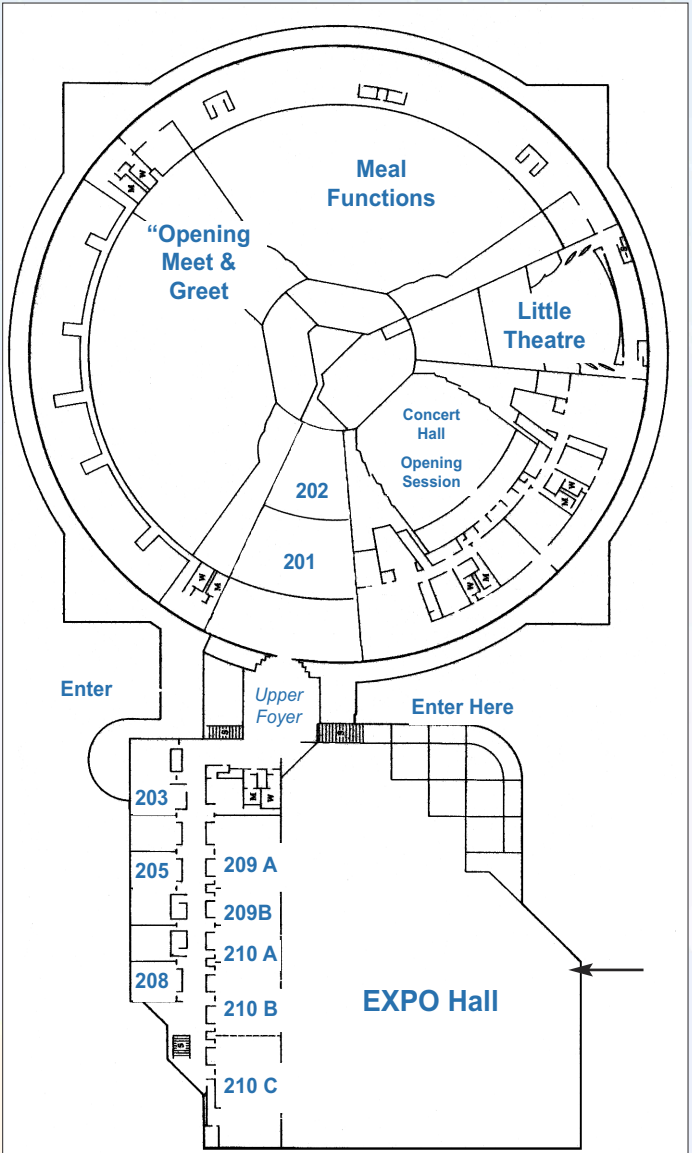 Meal
Functions
M
W
“Opening
Meet &
Greet
S
Little
Theatre
Concert
Hall
Opening
Session
202
201
W
M
W
M
W
M
Enter
Upper
Foyer
Enter Here
S
S
M
W
203
205
208
209 A
209B
210 A
210 B
210 C
S
EXPO Hall